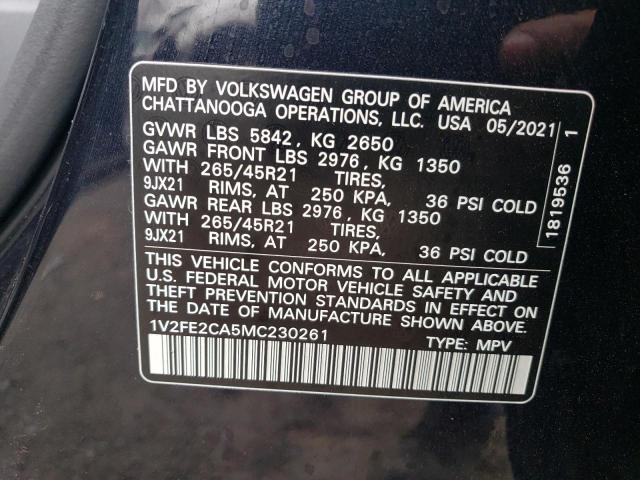 MFD BY VOLKSWAGEN GROUP OF AMERICA
CHATTANOOGA OPERATIONS, LLC. USA 05/2021
GVWR LBS 5842, KG 2650
GAWR FRONT LBS 2976, KG 1350
WITH 265/45R21 TIRES,
9JX21 RIMS, AT 250 KPA, 36 PSI COLD
GAWR REAR LBS 2976, KG 1350
WITH 265/45R21 TIRES,
9JX21 RIMS, AT 250 KPA, 36 PSI COLD
THIS VEHICLE CONFORMS TO ALL APPLICABLE
U.S. FEDERAL MOTOR VEHICLE SAFETY AND
THEFT PREVENTION STANDARDS IN EFFECT ON
THE DATE OF MANUFACTURE SHOWN ABOVE.
1V2FE2CA5MC230261 TYPE: MPV
1819536 1